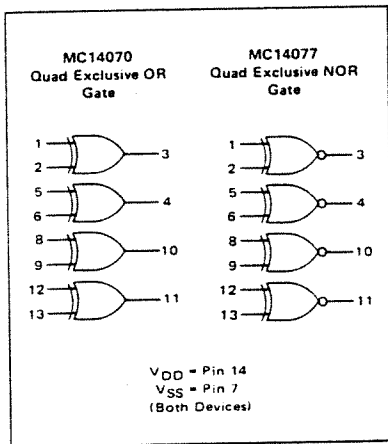 MC14070
Quad Exclusive OR
Gate
MC14077
Quad Exclusive NOR
Gate
1
2
3
5
6
4
8
9
10
12
13
11
1
2
3
5
6
4
8
9
10
12
13
11
VDD = Pin 14
VSS = Pin 7
(Both Devices)